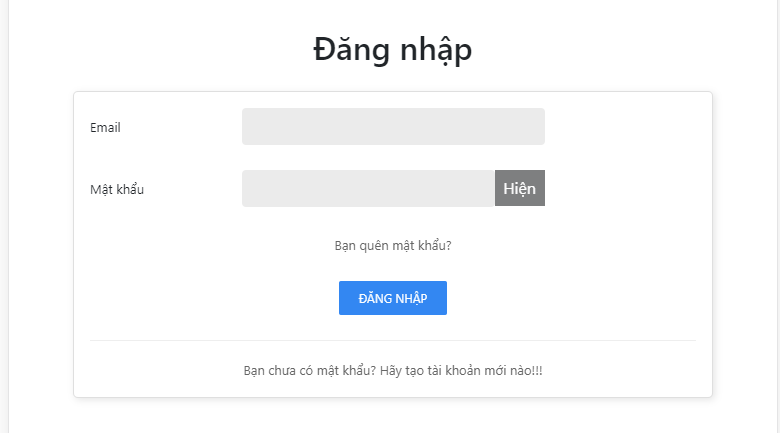 Đăng nhập
Email
Mật khẩu
Hiện
Bạn quên mật khẩu?
ĐĂNG NHẬP
Bạn chưa có mật khẩu? Hãy tạo tài khoản mới nào!!!